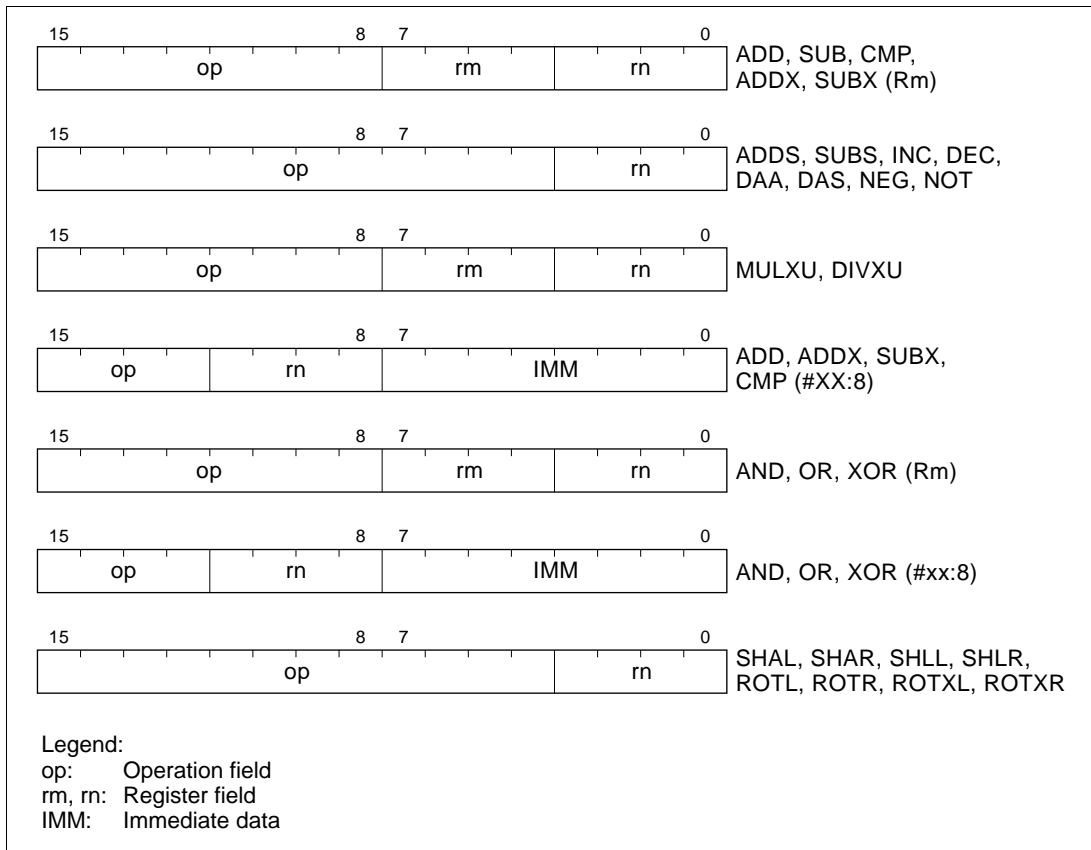 15 8 7 0
op rm rn
ADD, SUB, CMP,
ADDX, SUBX (Rm)
15 8 7 0
op rn
ADDS, SUBS, INC, DEC,
DAA, DAS, NEG, NOT
15 8 7 0
op rm rn
MULXU, DIVXU
15 8 7 0
op rn IMM
ADD, ADDX, SUBX,
CMP (#XX:8)
15 8 7 0
op rm rn
AND, OR, XOR (Rm)
15 8 7 0
op rn IMM
AND, OR, XOR (#xx:8)
15 8 7 0
op rn
SHAL, SHAR, SHLL, SHLR,
ROTL, ROTR, ROTXL, ROTXR
Legend:
op: Operation field
rm, rn: Register field
IMM: Immediate data